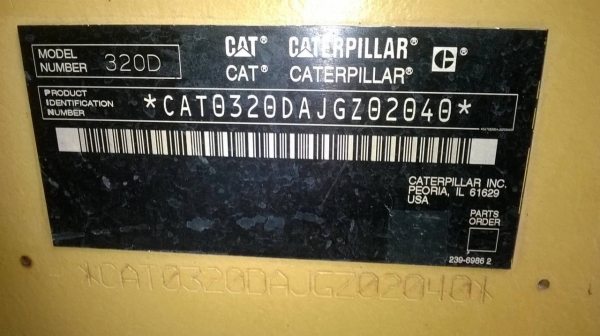 MODEL NUMBER 320D
CAT® CATERPILLAR®
CAT® CATERPILLAR® C®
PRODUCT IDENTIFICATION NUMBER *CAT0320DAJGZ02040*
CATERPILLAR INC.
PEORIA, IL 61629
USA
PARTS
ORDER
239-6986 2
*CAT0320DAJGZ02040*